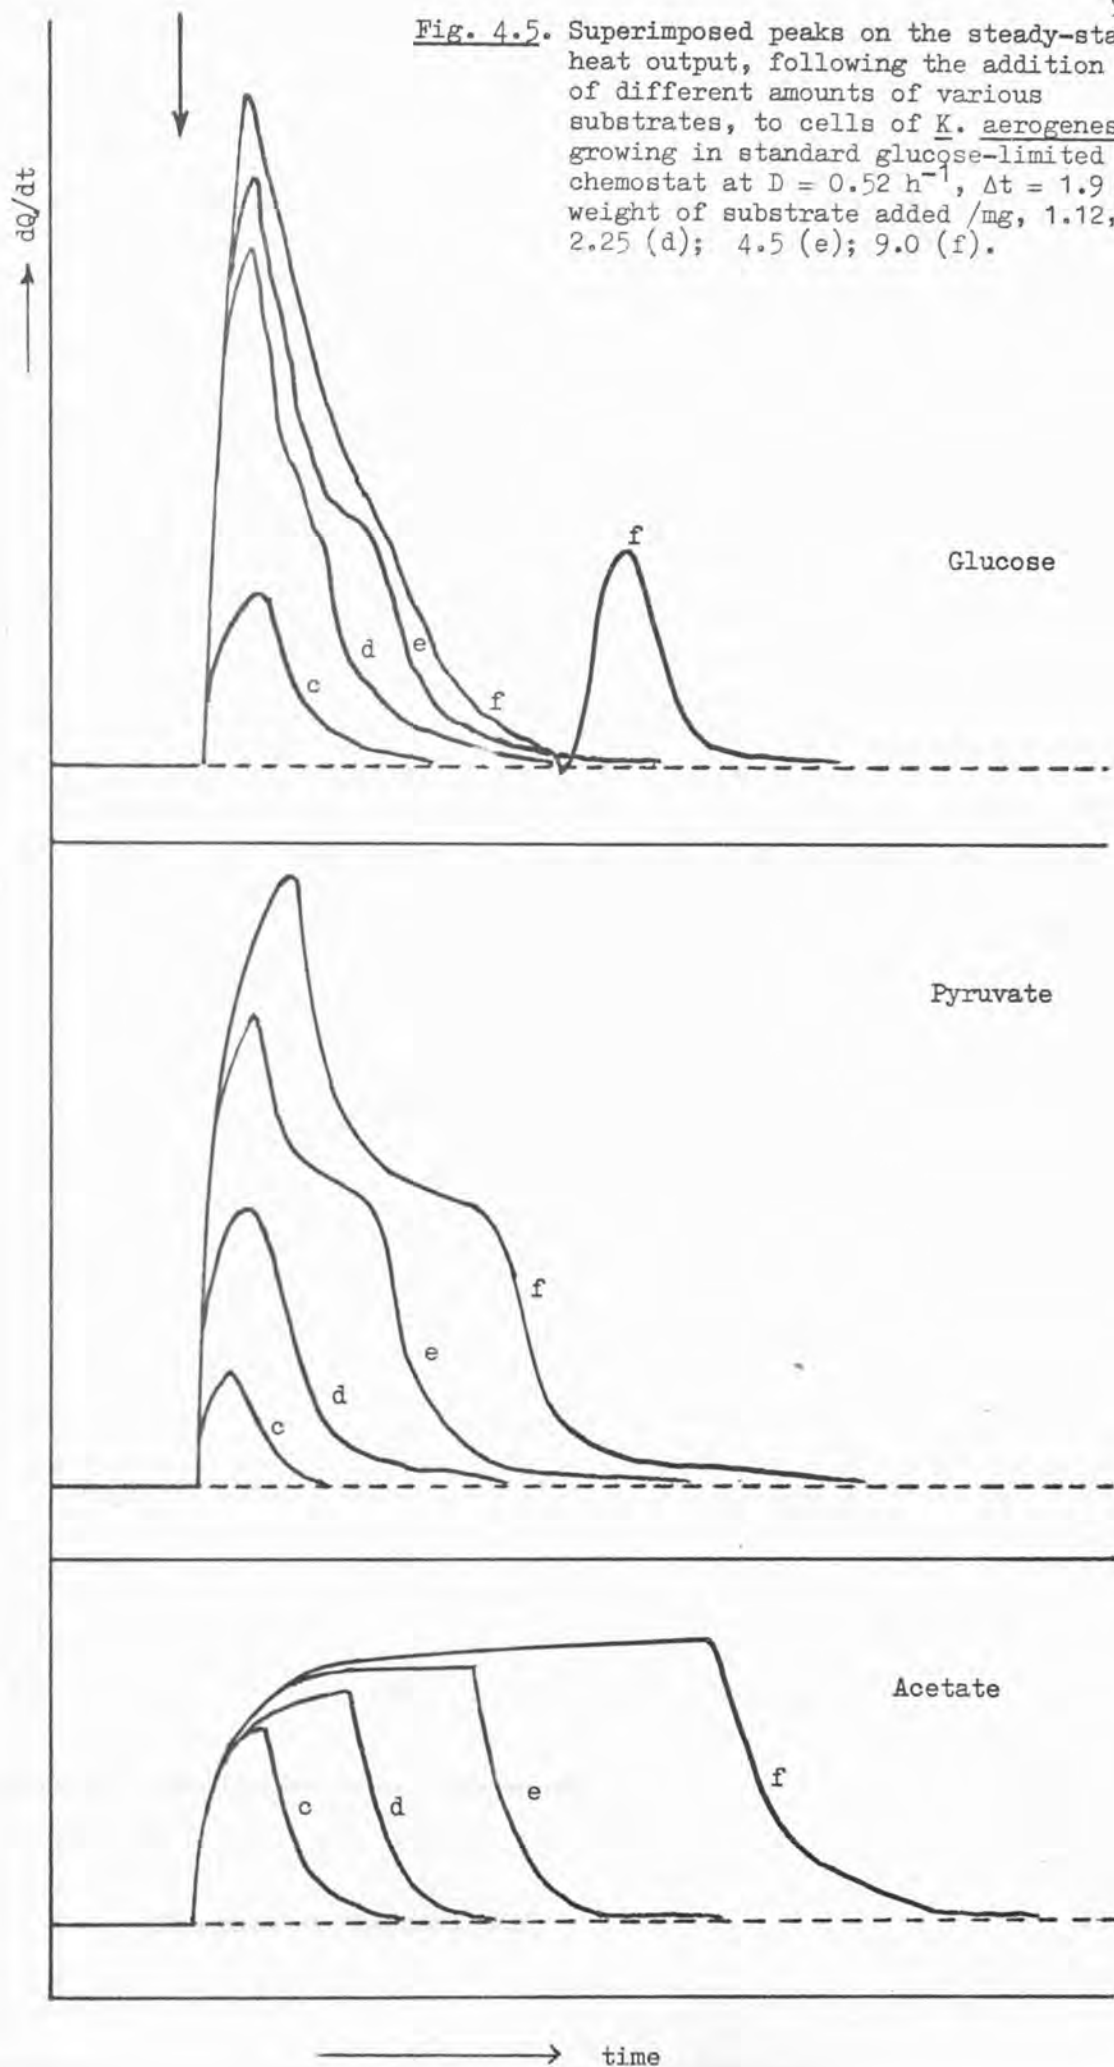 Fig. 4.5. Superimposed peaks on the steady-sta
heat output, following the addition
of different amounts of various
substrates, to cells of K. aerogenes
growing in standard glucose-limited
chemostat at D = 0.52 h⁻¹, Δt = 1.9
weight of substrate added /mg, 1.12,
2.25 (d); 4.5 (e); 9.0 (f).
dQ/dt
f
Glucose
c
d
e
f
Pyruvate
c
d
e
f
Acetate
c
d
e
f
time